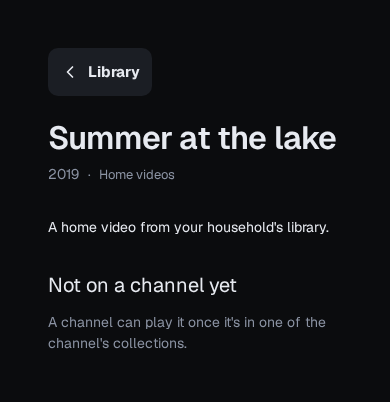 Library
Summer at the lake
2019 · Home videos
A home video from your household's library.
Not on a channel yet
A channel can play it once it's in one of the
channel's collections.